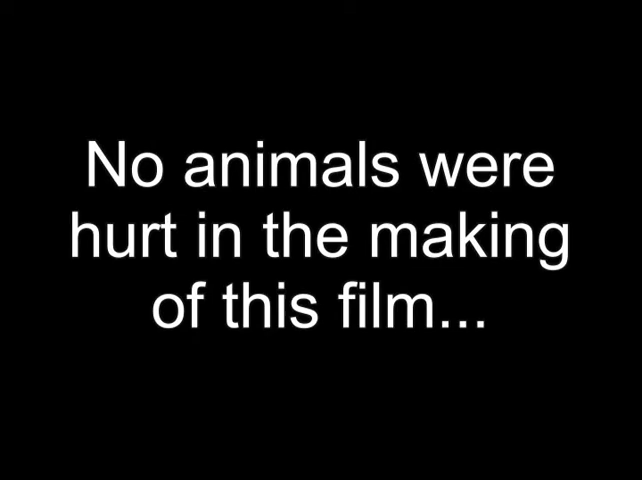 No animals were
hurt in the making
of this film...